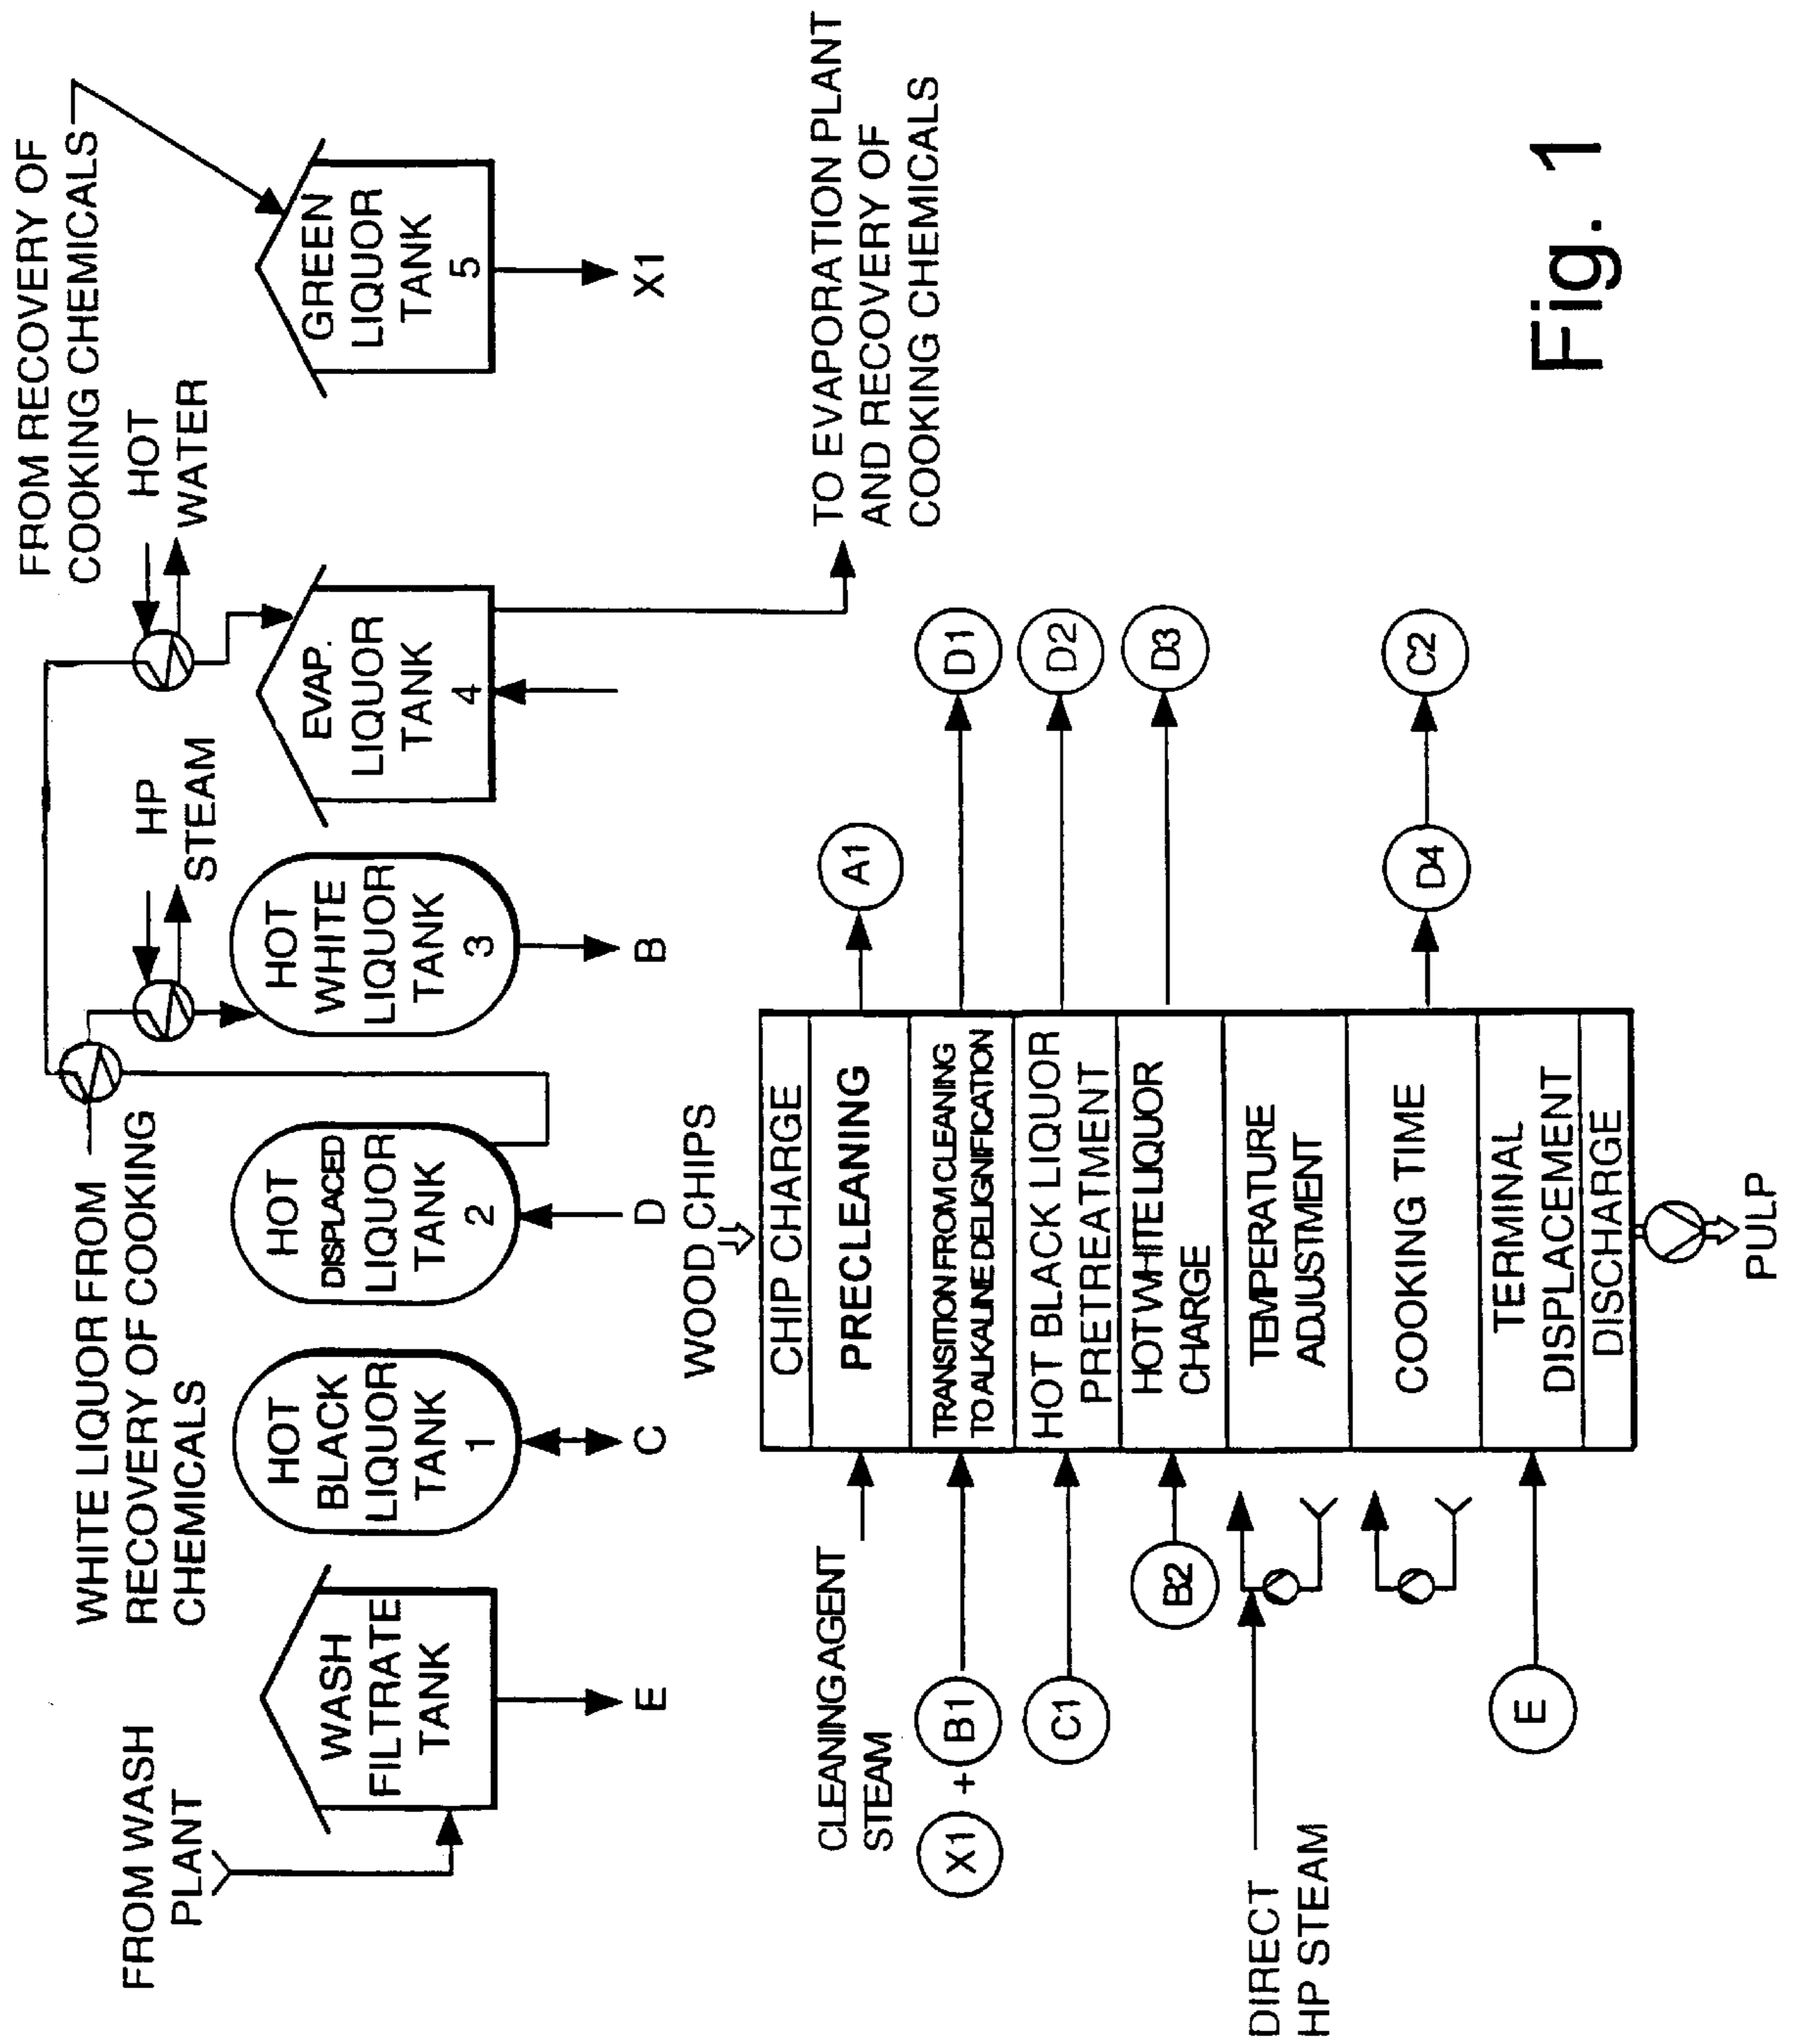 FROM WASH
PLANT
WASH
FILTRATE
TANK
E
WHITE LIQUOR FROM
RECOVERY OF COOKING
CHEMICALS
HOT
BLACK
LIQUOR
TANK
1
C
HOT
DISPLACED
LIQUOR
TANK
2
D
HP
STEAM
HOT
WHITE
LIQUOR
TANK
3
B
HOT
WATER
EVAP.
LIQUOR
TANK
4
FROM RECOVERY OF
COOKING CHEMICALS
GREEN
LIQUOR
TANK
5
X1
TO EVAPORATION PLANT
AND RECOVERY OF
COOKING CHEMICALS
WOOD CHIPS
CHIP CHARGE
CLEANING AGENT
STEAM
PRECLEANING
A1
X1 + B1
TRANSITION FROM CLEANING
TO ALKALINE DELIGNIFICATION
D1
C1
HOT BLACK LIQUOR
PRETREATMENT
D2
B2
HOT WHITE LIQUOR
CHARGE
D3
DIRECT
HP STEAM
TEMPERATURE
ADJUSTMENT
COOKING TIME
D4
C2
E
TERMINAL
DISPLACEMENT
DISCHARGE
PULP
Fig. 1